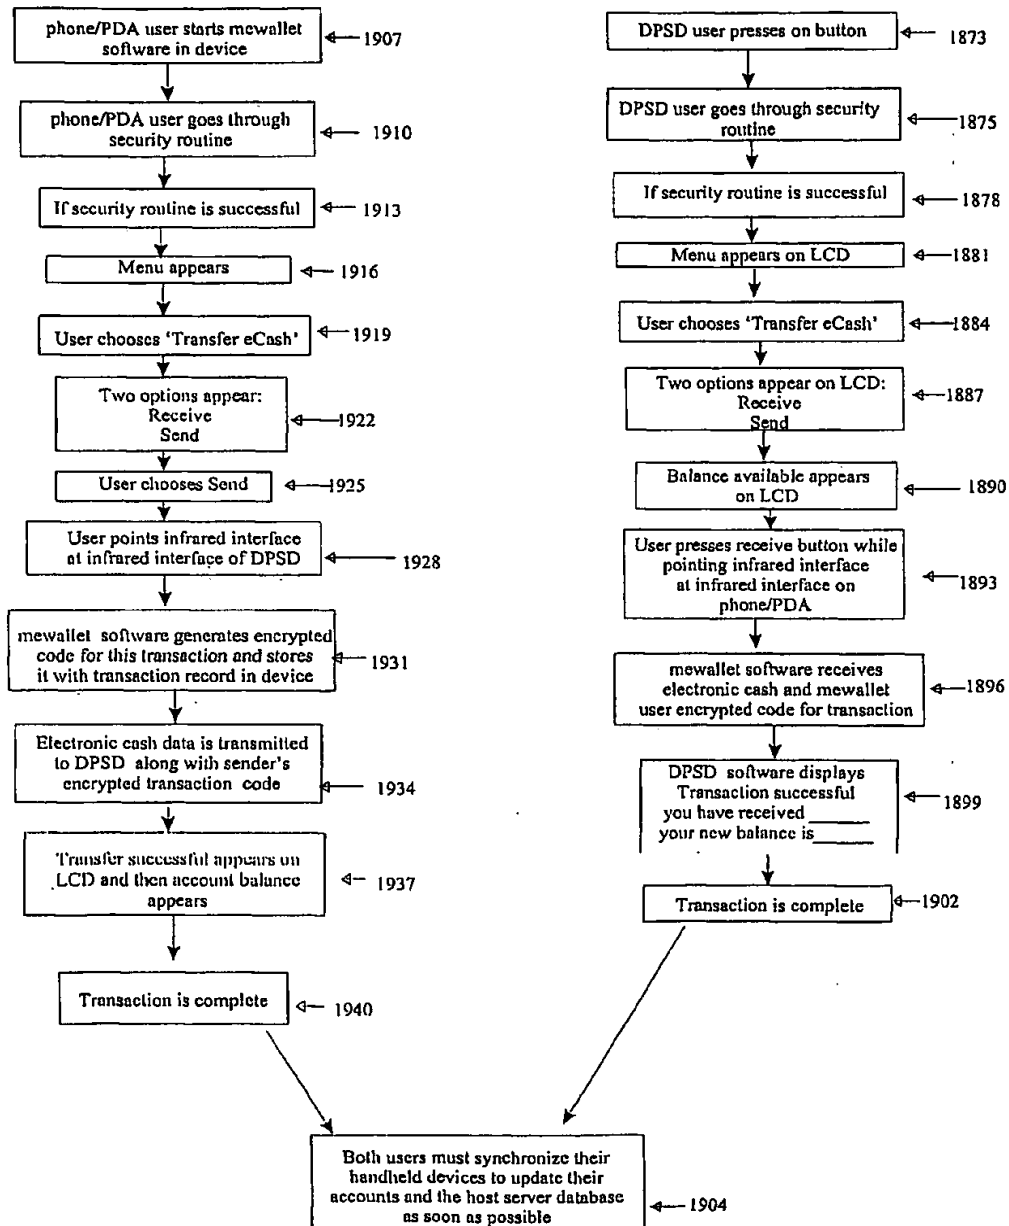 phone/PDA user starts mewallet
software in device
1907
phone/PDA user goes through
security routine
1910
If security routine is successful
1913
Menu appears
1916
User chooses ‘Transfer eCash’
1919
Two options appear:
Receive
Send
1922
User chooses Send
1925
User points infrared interface
at infrared interface of DPSD
1928
mewallet software generates encrypted
code for this transaction and stores
it with transaction record in device
1931
Electronic cash data is transmitted
to DPSD along with sender's
encrypted transaction code
1934
Transfer successful appears on
LCD and then account balance
appears
1937
Transaction is complete
1940
DPSD user presses on button
1873
DPSD user goes through security
routine
1875
If security routine is successful
1878
Menu appears on LCD
1881
User chooses ‘Transfer eCash’
1884
Two options appear on LCD:
Receive
Send
1887
Balance available appears
on LCD
1890
User presses receive button while
pointing infrared interface
at infrared interface on
phone/PDA
1893
mewallet software receives
electronic cash and mewallet
user encrypted code for transaction
1896
DPSD software displays
Transaction successful
you have received ______
your new balance is______
1899
Transaction is complete
1902
Both users must synchronize their
handheld devices to update their
accounts and the host server database
as soon as possible
1904